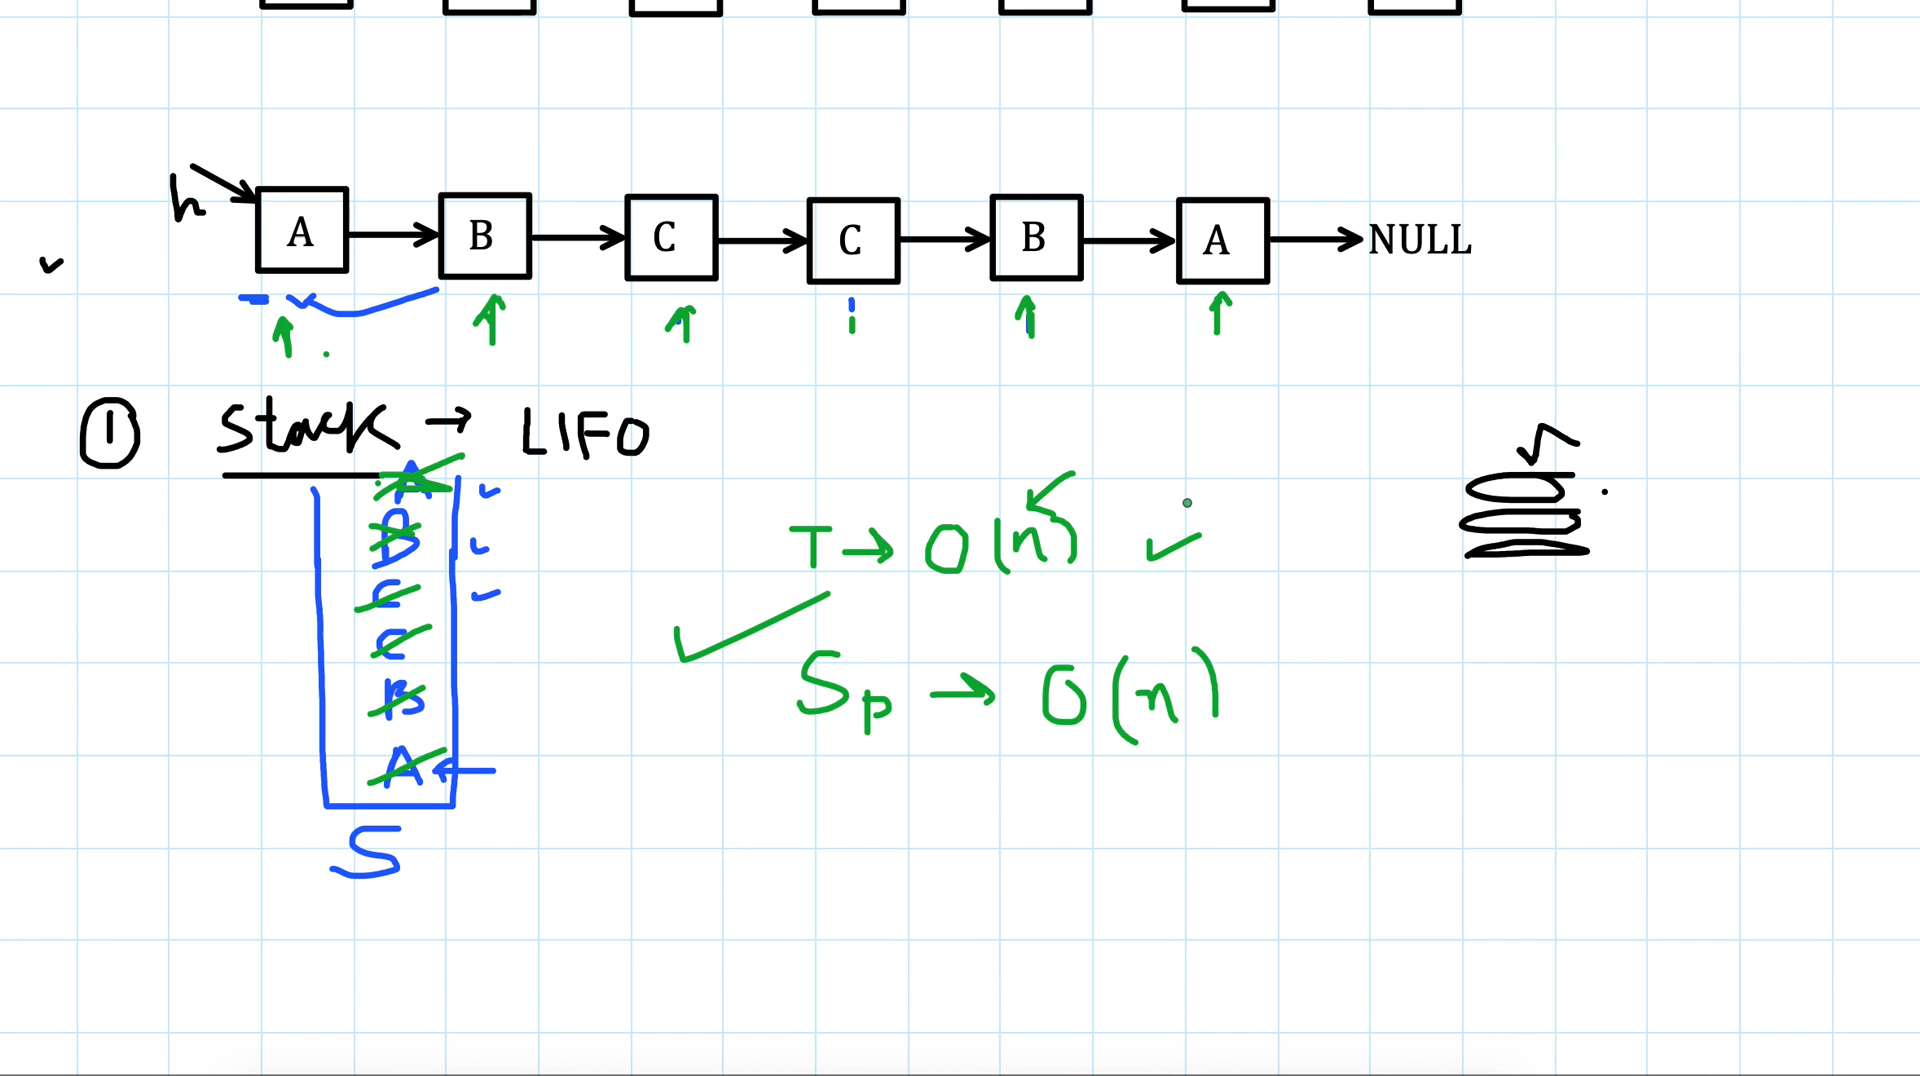 h
A B C C B A NULL
① Stack → LIFO
A
B
C
C
B
A
S
T → O(n)
Sp → O(n)